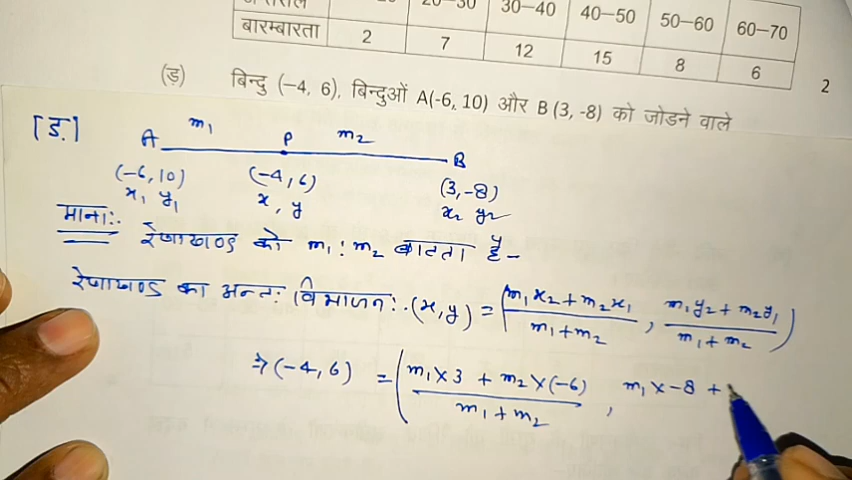 20—30 30—40 40—50 50—60 60—70
बारम्बारता 2 7 12 15 8 6
2
(ड़) बिन्दु (−4, 6), बिन्दुओं A(-6, 10) और B (3, -8) को जोड़ने वाले
[ड़]
A m₁ P m₂ B
(−6,10) (−4,6) (3,−8)
x₁ y₁ x, y x₂ y₂
माना:-
रेखाखण्ड को m₁ : m₂ बाटता है −
रेखाखण्ड का अन्तः विभाजन:- (x,y) = (m₁x₂+m₂x₁/m₁+m₂, m₁y₂+m₂y₁/m₁+m₂)
⇒ (−4,6) = (m₁×3 + m₂×(−6)/m₁+m₂, m₁×−8 +